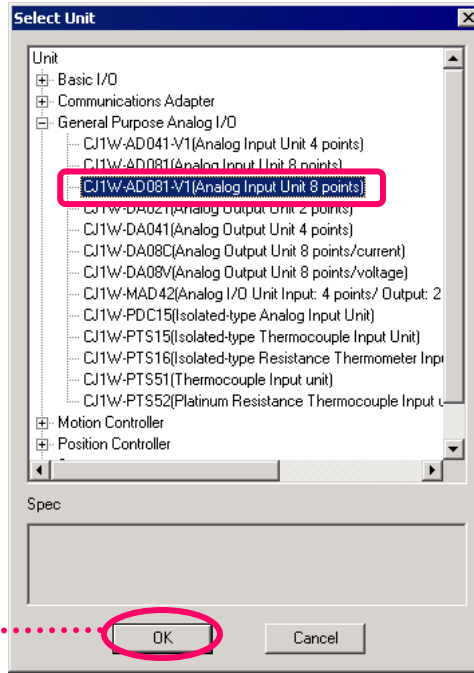 Select Unit
Unit
Basic I/O
Communications Adapter
General Purpose Analog I/O
CJ1W-AD041-V1(Analog Input Unit 4 points)
CJ1W-AD081(Analog Input Unit 8 points)
CJ1W-AD081-V1(Analog Input Unit 8 points)
CJ1W-DA021(Analog Output Unit 2 points)
CJ1W-DA041(Analog Output Unit 4 points)
CJ1W-DA08C(Analog Output Unit 8 points/current)
CJ1W-DA08V(Analog Output Unit 8 points/voltage)
CJ1W-MAD42(Analog I/O Unit Input: 4 points/ Output: 2
CJ1W-PDC15(Isolated-type Analog Input Unit)
CJ1W-PTS15(Isolated-type Thermocouple Input Unit)
CJ1W-PTS16(Isolated-type Resistance Thermometer Inpu
CJ1W-PTS51(Thermocouple Input unit)
CJ1W-PTS52(Platinum Resistance Thermocouple Input u
Motion Controller
Position Controller
Spec
OK
Cancel